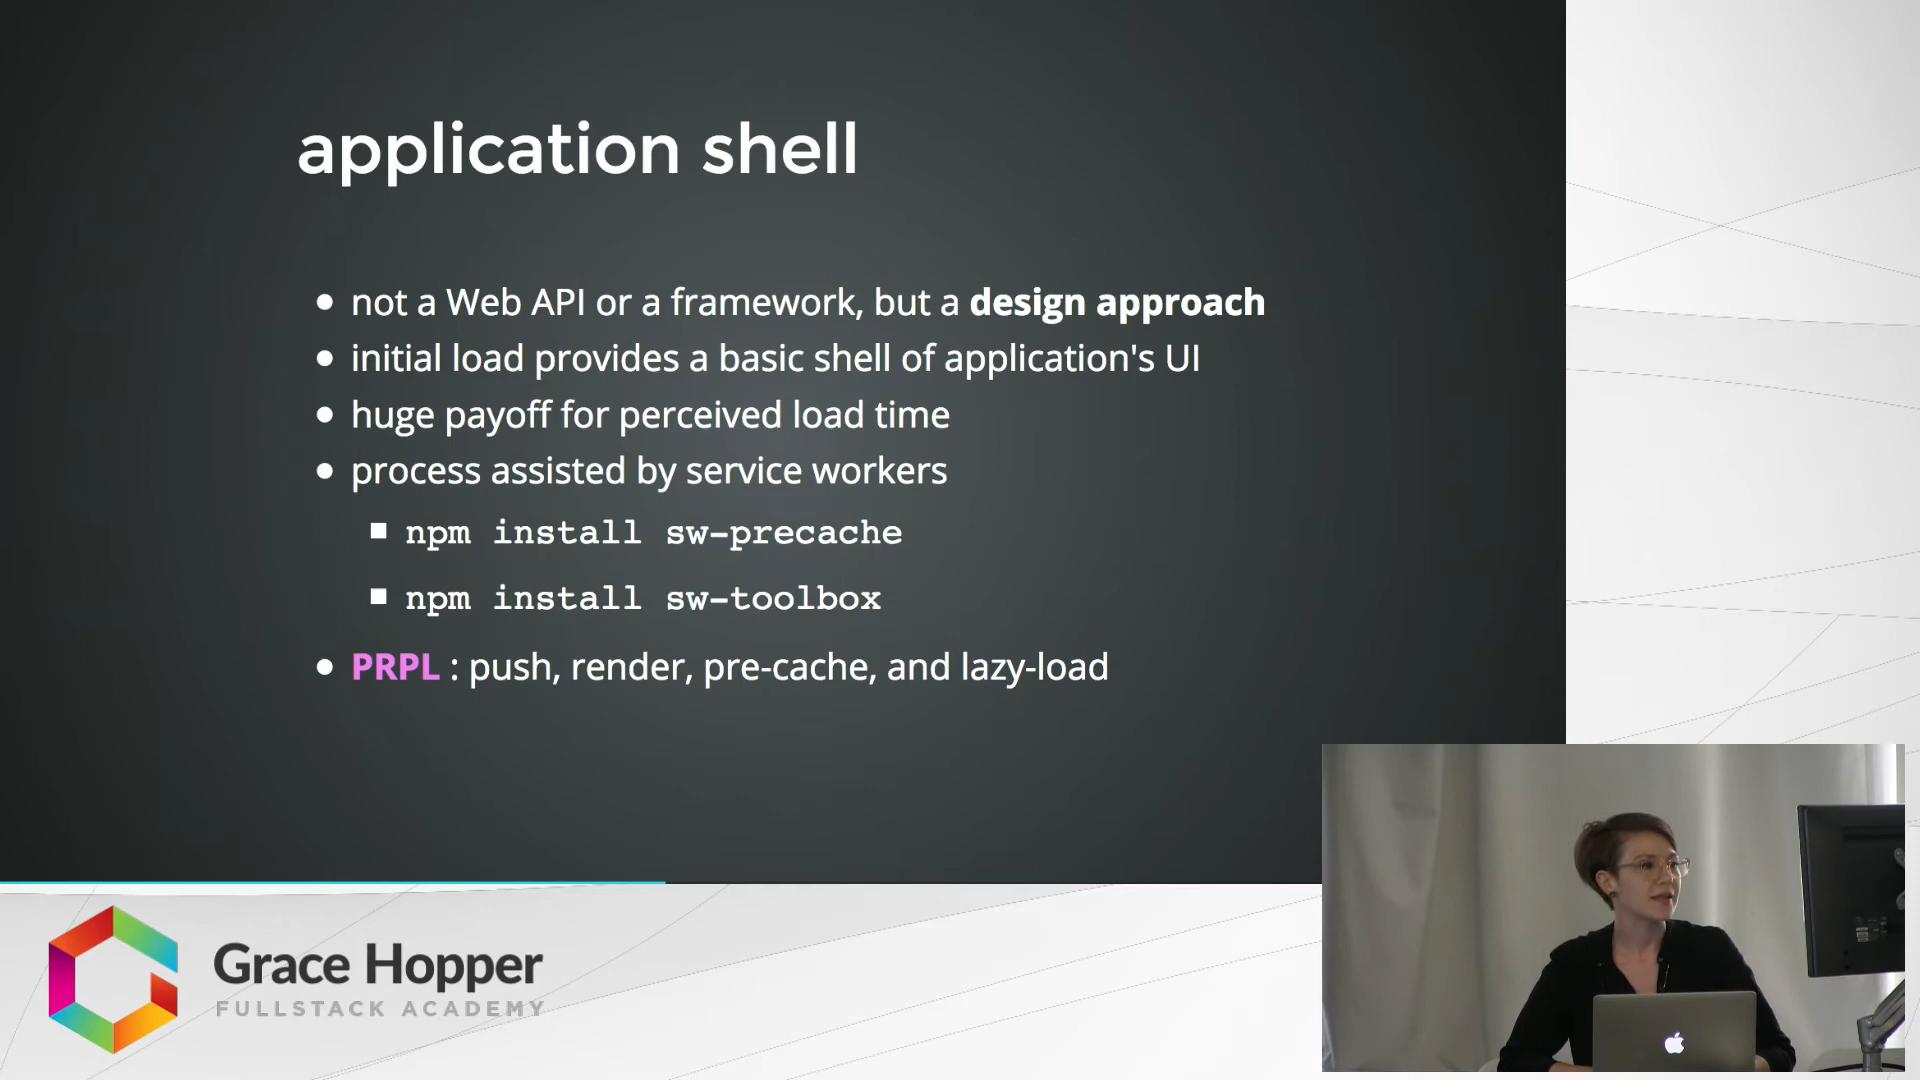 application shell
not a Web API or a framework, but a design approach
initial load provides a basic shell of application's UI
huge payoff for perceived load time
process assisted by service workers
npm install sw-precache
npm install sw-toolbox
PRPL : push, render, pre-cache, and lazy-load
Grace Hopper
FULLSTACK ACADEMY